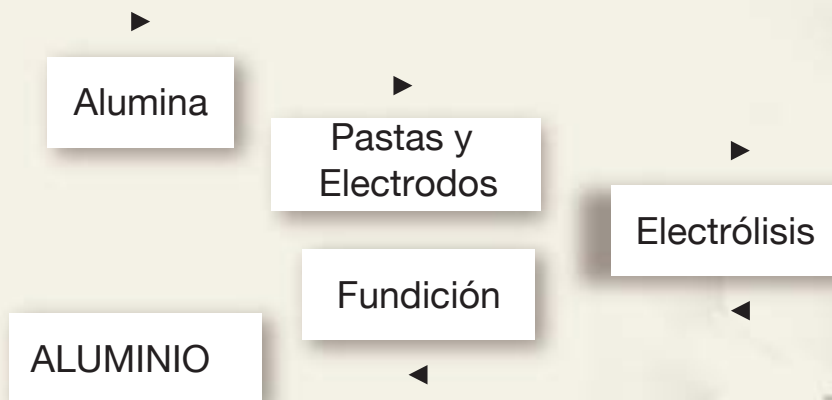 Alumina
Pastas y
Electrodos
Electrólisis
Fundición
ALUMINIO